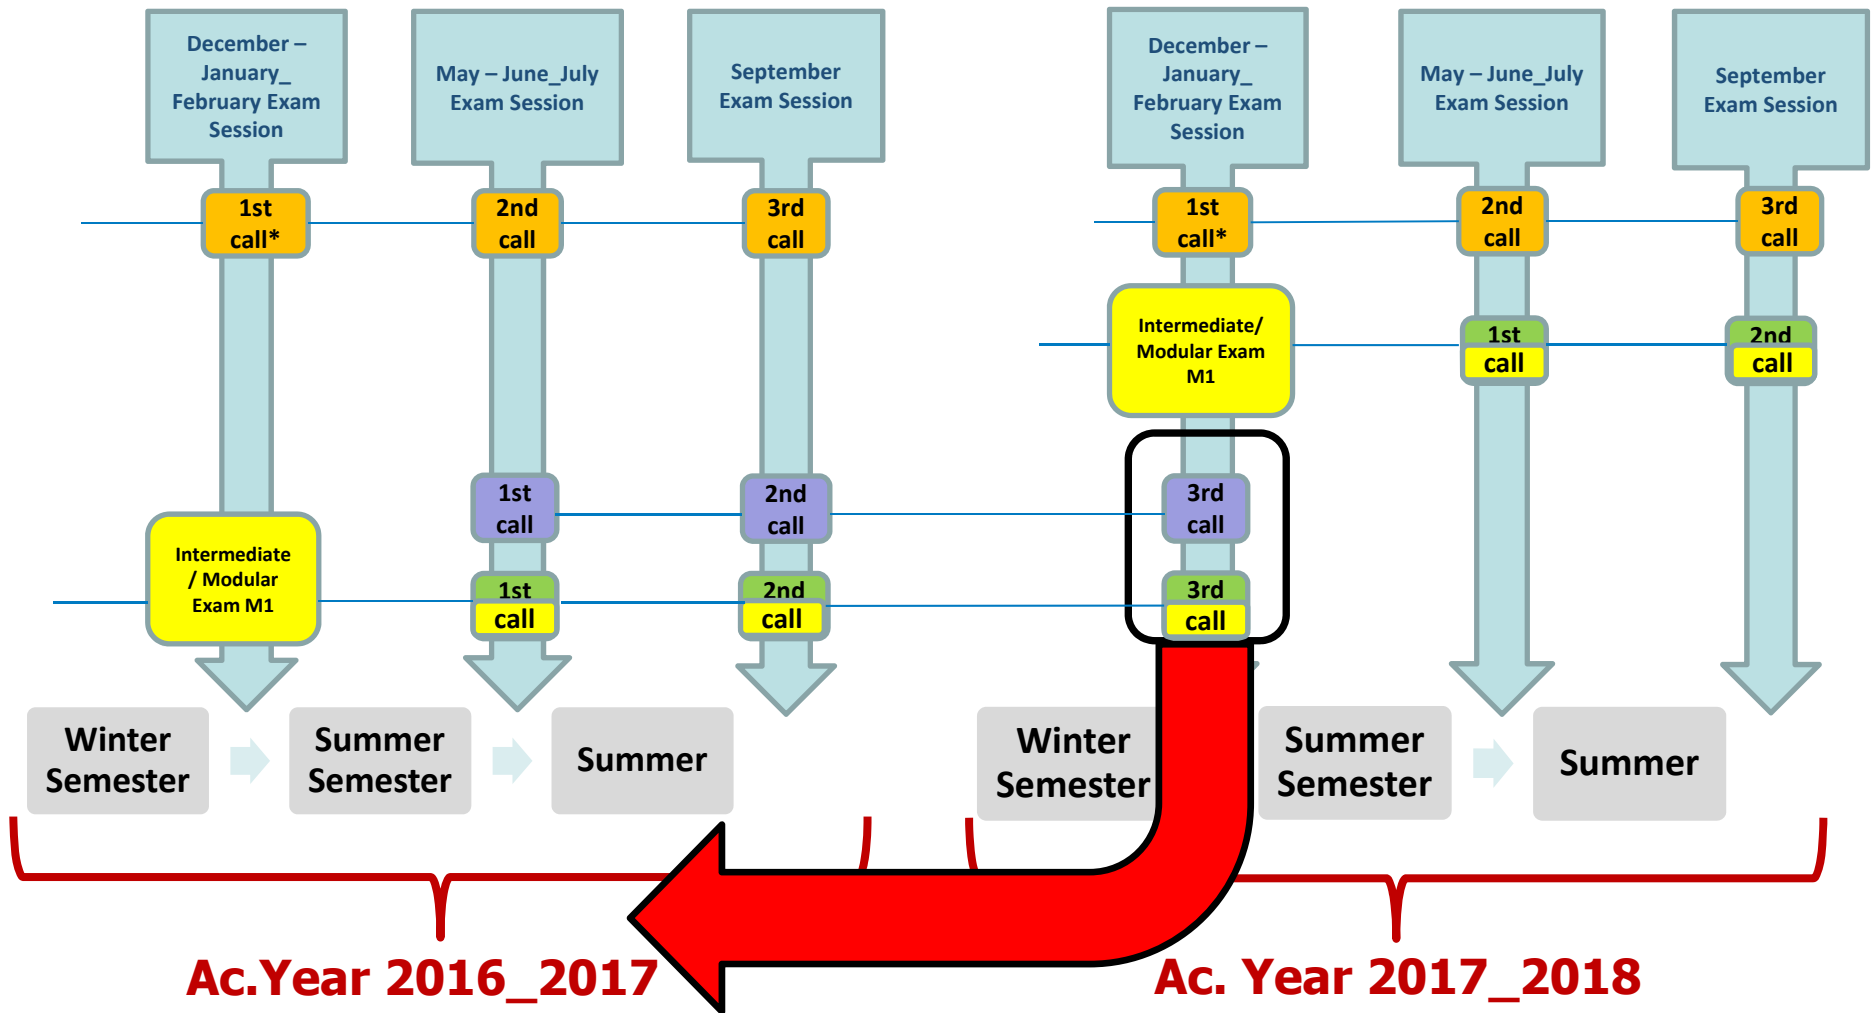 December –
January_
February Exam
Session
May – June_July
Exam Session
September
Exam Session
December –
January_
February Exam
Session
May – June_July
Exam Session
September
Exam Session
1st
call*
2nd
call
3rd
call
1st
call*
2nd
call
3rd
call
Intermediate/
Modular Exam
M1
1st
call
2nd
call
1st
call
2nd
call
3rd
call
Intermediate
/ Modular
Exam M1
1st
call
2nd
call
3rd
call
Winter
Semester
Summer
Semester
Summer
Winter
Semester
Summer
Semester
Summer
Ac.Year 2016_2017
Ac. Year 2017_2018